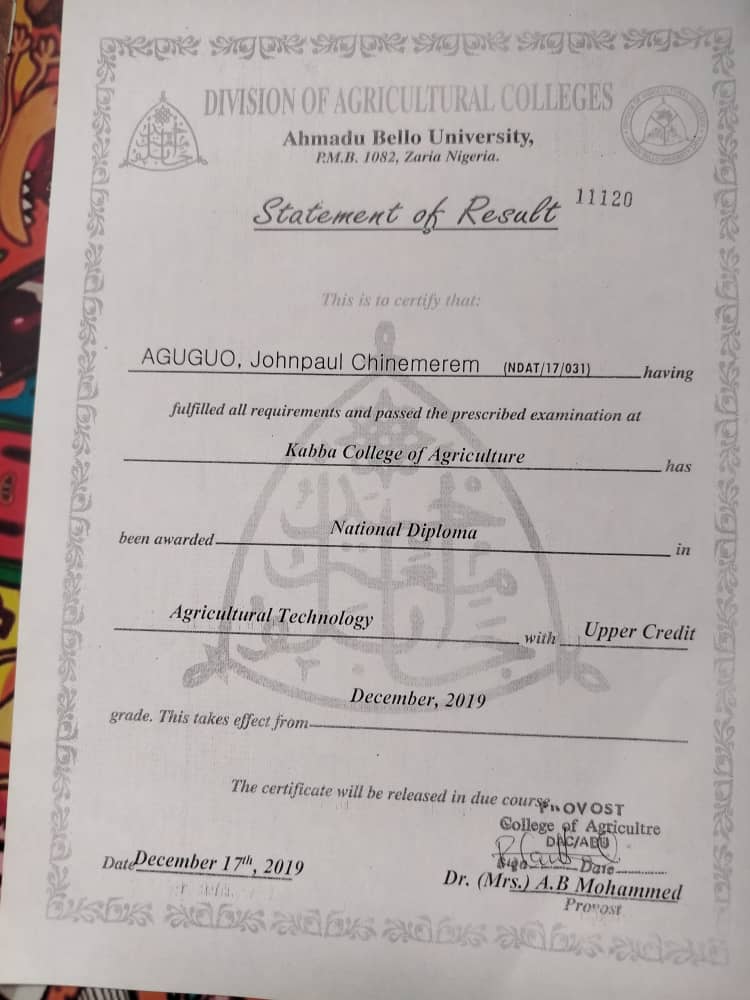 DIVISION OF AGRICULTURAL COLLEGES
Ahmadu Bello University,
P.M.B. 1082, Zaria Nigeria.
Statement of Result 11120
This is to certify that:
AGUGUO, Johnpaul Chinemerem (NDAT/17/031) having
fulfilled all requirements and passed the prescribed examination at
Kabba College of Agriculture has
been awarded National Diploma in
Agricultural Technology with Upper Credit
grade. This takes effect from December, 2019
The certificate will be released in due course.
PROVOST
College of Agricultre
DAC/ABU
Sign Date
Date December 17th, 2019
Dr. (Mrs.) A.B Mohammed
Provost